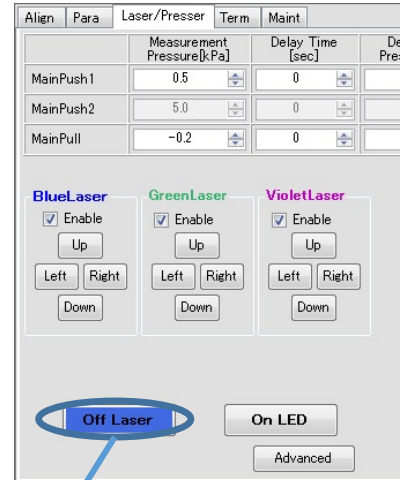 Align Para Laser/Presser Term Maint
Measurement Delay Time
Pressure[kPa] [sec]
MainPush1 0.5 0
MainPush2 5.0 0
MainPull -0.2 0
BlueLaser GreenLaser VioletLaser
Enable Enable Enable
Up Up Up
Left Right Left Right Left Right
Down Down Down
Off Laser On LED
Advanced